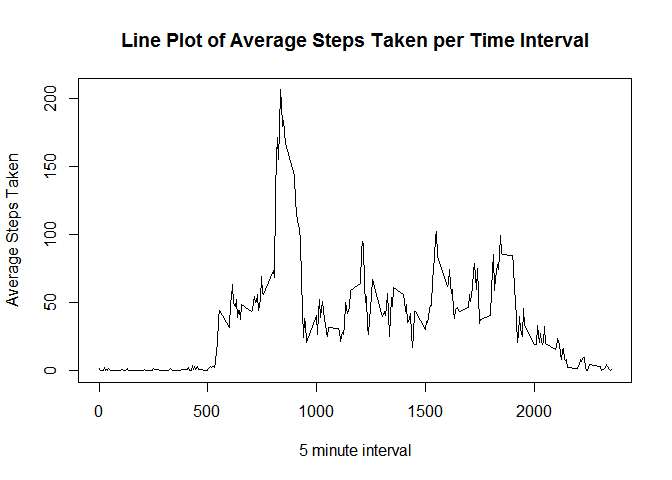 Line Plot of Average Steps Taken per Time Interval
Average Steps Taken
200
150
100
50
0
0 500 1000 1500 2000
5 minute interval